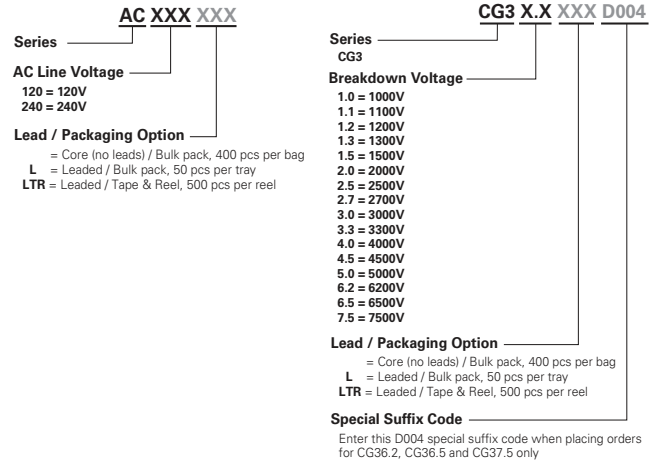 AC XXX XXX
Series
AC Line Voltage
120 = 120V
240 = 240V
Lead / Packaging Option
= Core (no leads) / Bulk pack, 400 pcs per bag
L = Leaded / Bulk pack, 50 pcs per tray
LTR = Leaded / Tape & Reel, 500 pcs per reel
CG3 X.X XXX D004
Series
CG3
Breakdown Voltage
1.0 = 1000V
1.1 = 1100V
1.2 = 1200V
1.3 = 1300V
1.5 = 1500V
2.0 = 2000V
2.5 = 2500V
2.7 = 2700V
3.0 = 3000V
3.3 = 3300V
4.0 = 4000V
4.5 = 4500V
5.0 = 5000V
6.2 = 6200V
6.5 = 6500V
7.5 = 7500V
Lead / Packaging Option
= Core (no leads) / Bulk pack, 400 pcs per bag
L = Leaded / Bulk pack, 50 pcs per tray
LTR = Leaded / Tape & Reel, 500 pcs per reel
Special Suffix Code
Enter this D004 special suffix code when placing orders
for CG36.2, CG36.5 and CG37.5 only